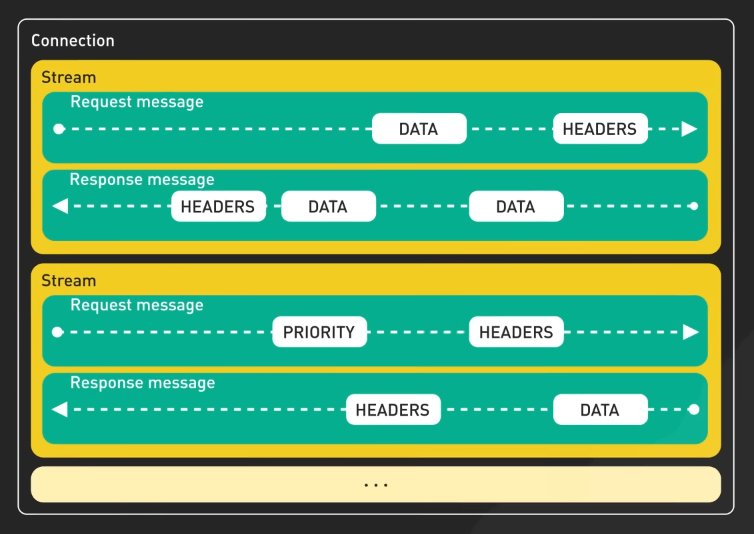 Connection
Stream
Request message
DATA HEADERS
Response message
HEADERS DATA DATA
Stream
Request message
PRIORITY HEADERS
Response message
HEADERS DATA
...